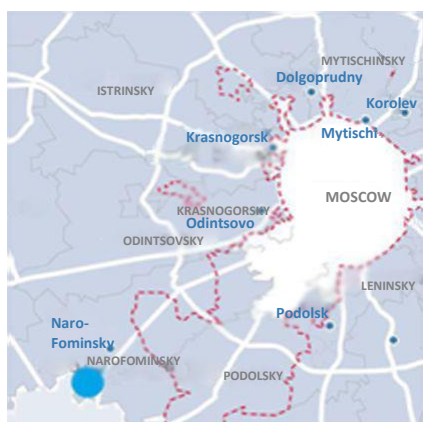 MYTISCHINSKY
Dolgoprudny
ISTRINSKY
Korolev
Krasnogorsk
Mytischi
MOSCOW
KRASNOGORSKY
Odintsovo
ODINTSOVSKY
LENINSKY
Podolsk
Naro-
Fominsky
NAROFOMINSKY
PODOLSKY